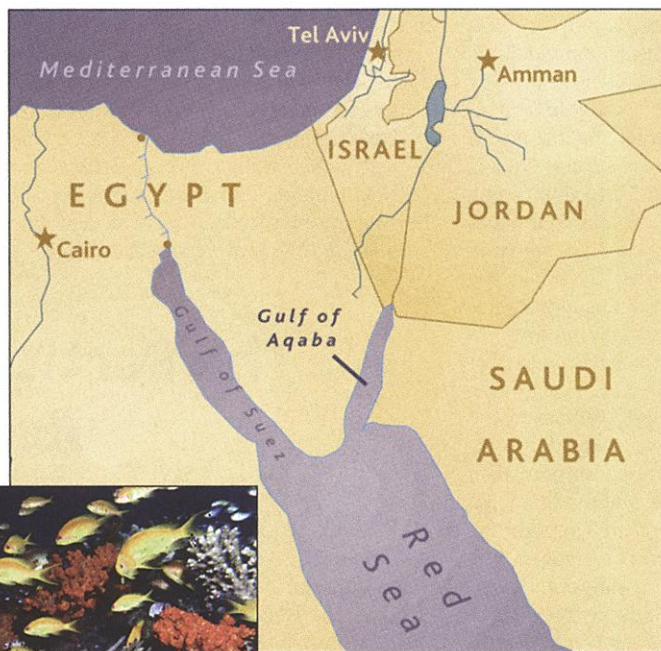 Tel Aviv
Mediterranean Sea
Amman
ISRAEL
EGYPT
JORDAN
Cairo
Gulf of Suez
Gulf of
Aqaba
SAUDI
ARABIA
Red
Sea